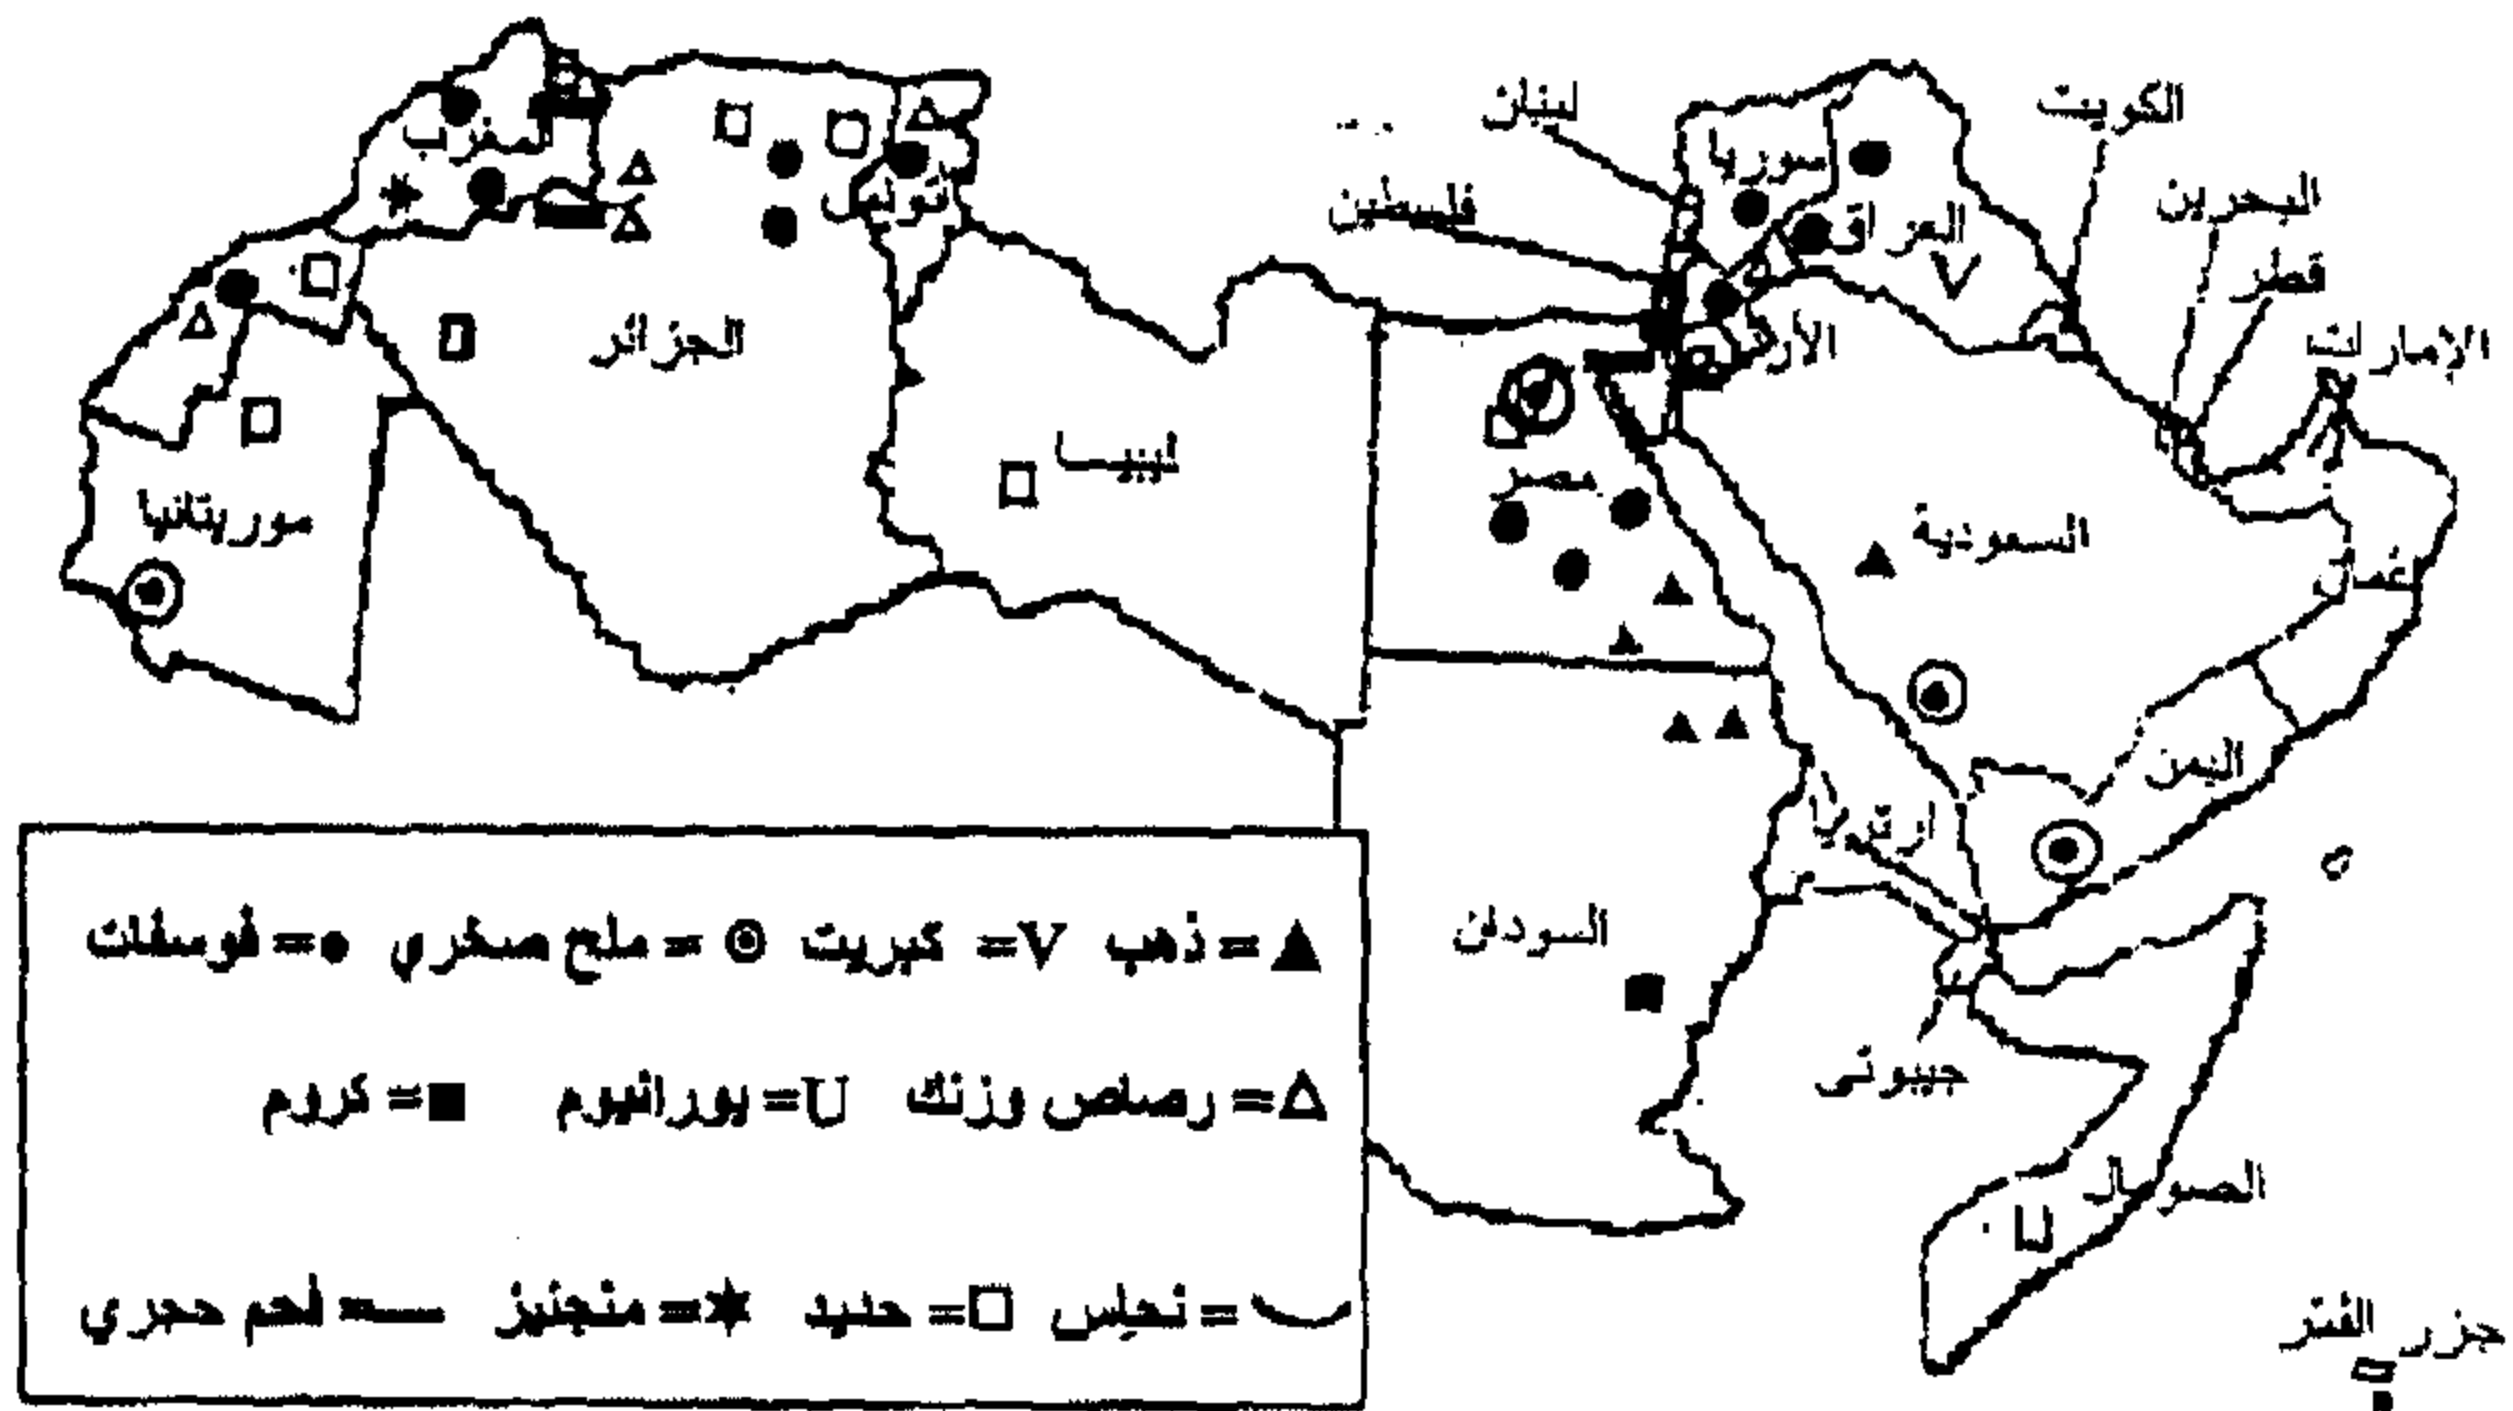 لبنان
الكويت
المغرب
سوريا
البحرين
فلسطين
تونس
العراق
قطر
الجزائر
الأردن
الإمارات
ليبيا
مصر
السعودية
موريتانيا
عمان
اليمن
ارتيريا
السودان
جيبوتي
الصومال
U
جزر القمر
▲=ذهب V= كبريت ◎=ملح صخري ●=فوسفات
△=رصاص وزنك U=يورانيوم ■=كروم
‿=نحاس □=حديد ★=منجنيز —=فحم حجري